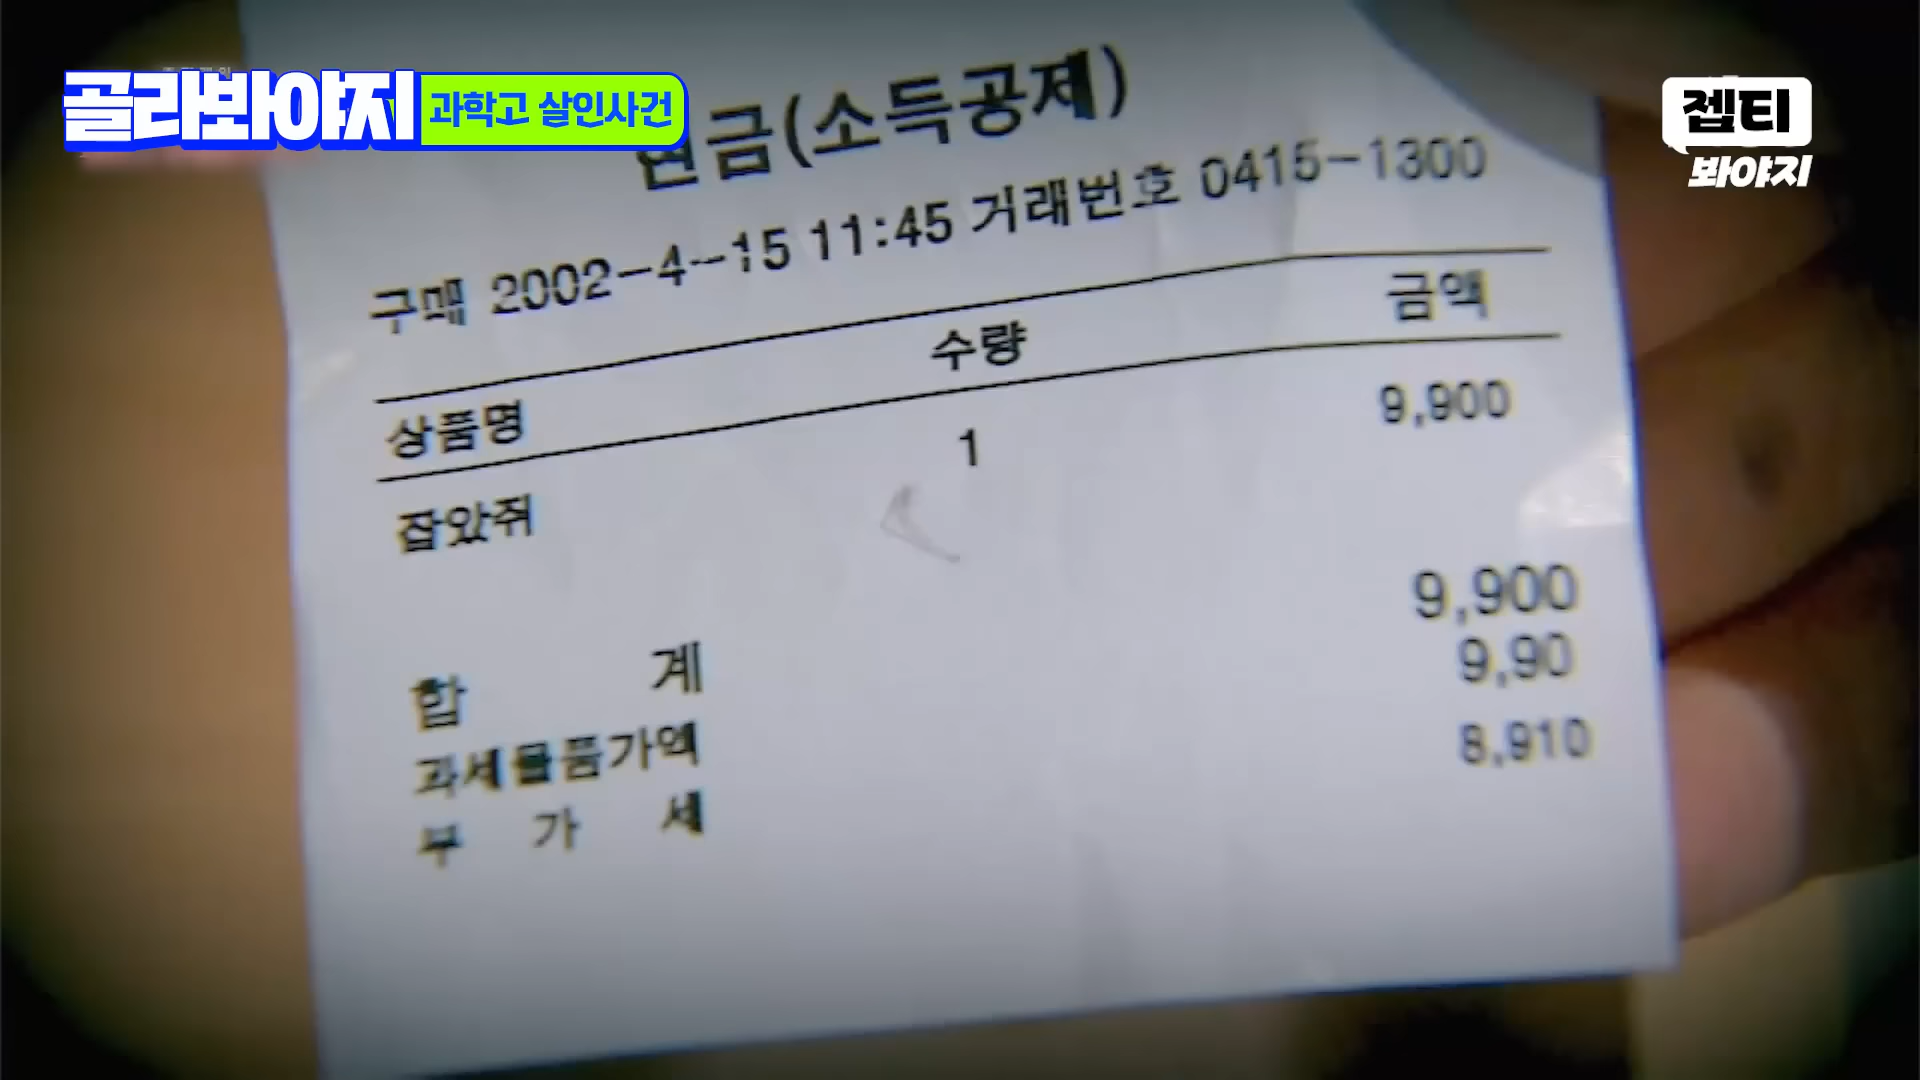 골라봐야지 과학고 살인사건
젭티
봐야지
현금(소득공제)
구매 2002-4-15 11:45 거래번호 0415-1300
상품명 수량 금액
잡았쥐 1 9,900
합 계 9,900
과세물품가액 9,90
부 가 세 8,910